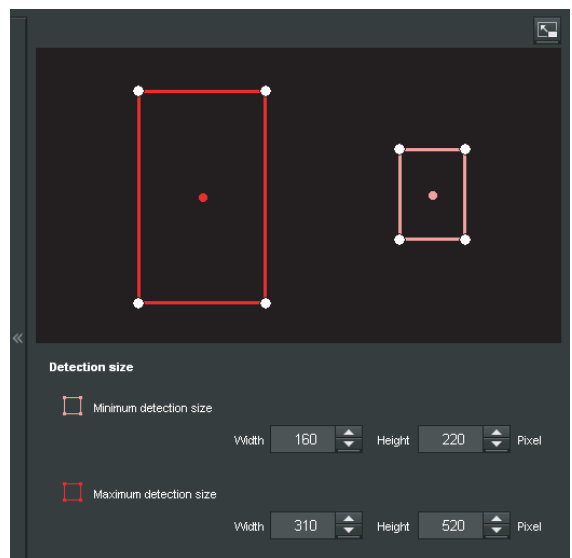 «
Detection size
Minimum detection size
Width 160 Height 220 Pixel
Maximum detection size
Width 310 Height 520 Pixel